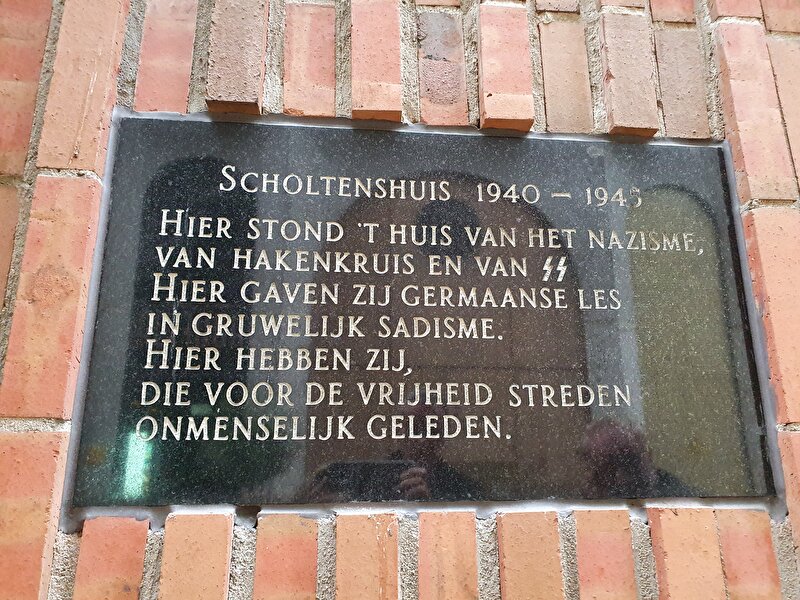 Scholtenshuis 1940 – 1945
Hier stond 't huis van het nazisme,
van hakenkruis en van ᛋᛋ
Hier gaven zij Germaanse les
in gruwelijk sadisme.
Hier hebben zij,
die voor de vrijheid streden
onmenselijk geleden.